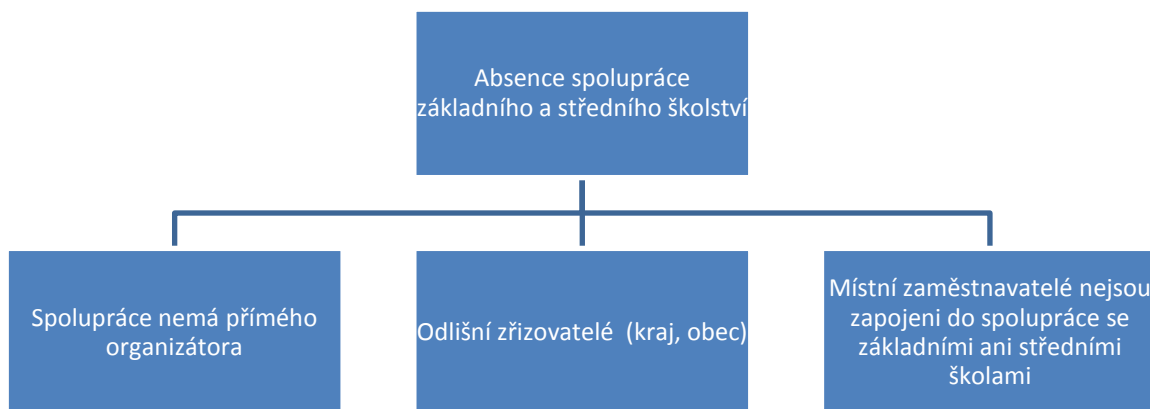 Absence spolupráce
základního a středního školství
Spolupráce nemá přímého
organizátora
Odlišní zřizovatelé  (kraj, obec)
Místní zaměstnavatelé nejsou
zapojeni do spolupráce se
základními ani středními
školami